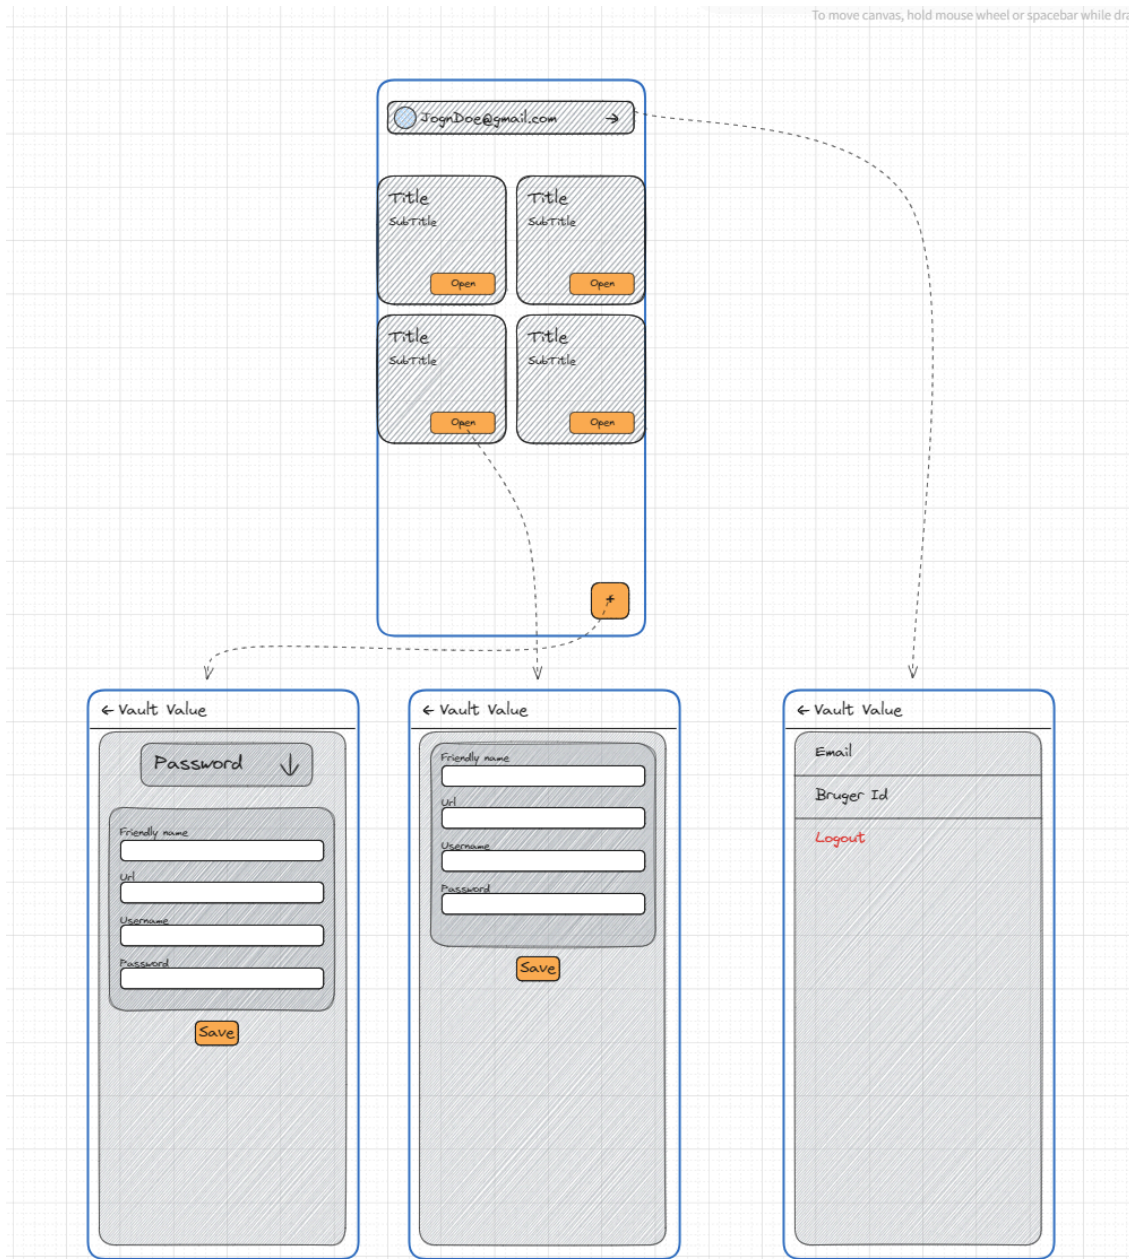 To move canvas, hold mouse wheel or spacebar while dra
JognDoe@gmail.com →
Title
SubTitle
Open
Title
SubTitle
Open
Title
SubTitle
Open
Title
SubTitle
Open
+
← Vault Value
Password ↓
Friendly name
Url
Username
Password
Save
← Vault Value
Friendly name
Url
Username
Password
Save
← Vault Value
Email
Bruger Id
Logout